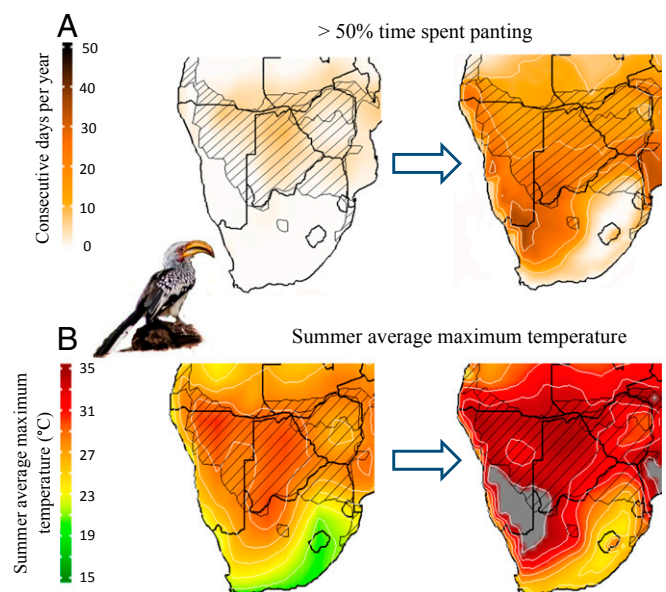 A
> 50% time spent panting
Consecutive days per year
50
40
30
20
10
0
B
Summer average maximum temperature
Summer average maximum
temperature (°C)
35
31
27
23
19
15